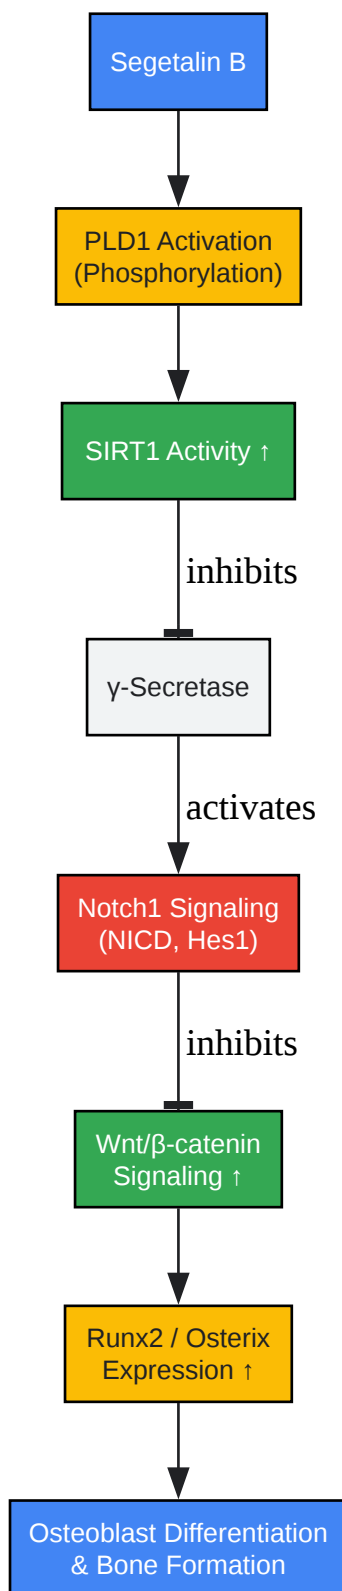 Segetalin B
PLD1 Activation
(Phosphorylation)
SIRT1 Activity ↑
inhibits
γ-Secretase
activates
Notch1 Signaling
(NICD, Hes1)
inhibits
Wnt/β-catenin
Signaling ↑
Runx2 / Osterix
Expression ↑
Osteoblast Differentiation
& Bone Formation